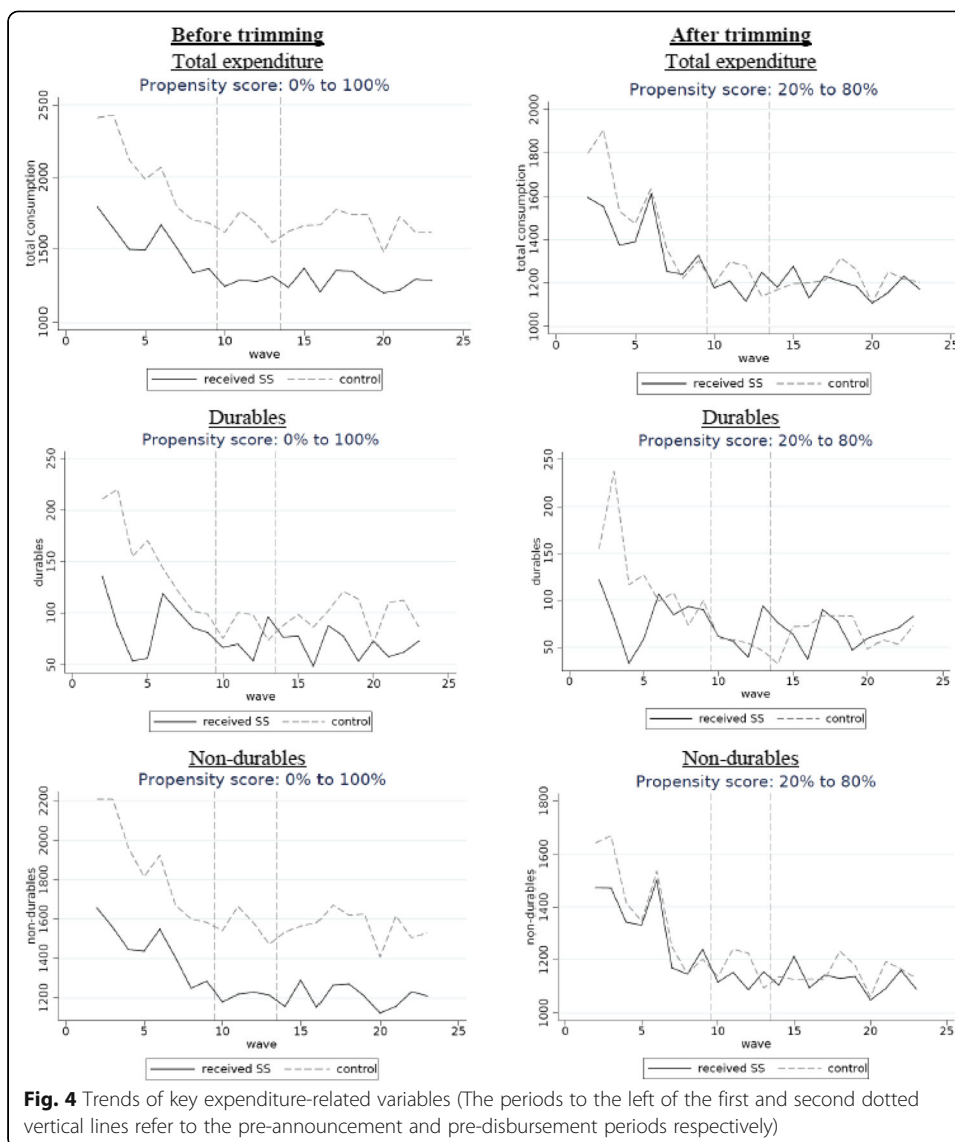 Before trimming
Total expenditure
Propensity score: 0% to 100%
total consumption
2500
2000
1500
1000
0 5 10 15 20 25
wave
received SS control
After trimming
Total expenditure
Propensity score: 20% to 80%
total consumption
2000
1800
1600
1400
1200
1000
0 5 10 15 20 25
wave
received SS control
Durables
Propensity score: 0% to 100%
durables
250
200
150
100
50
0 5 10 15 20 25
wave
received SS control
Durables
Propensity score: 20% to 80%
durables
250
200
150
100
50
0 5 10 15 20 25
wave
received SS control
Non-durables
Propensity score: 0% to 100%
non-durables
2200
2000
1800
1600
1400
1200
0 5 10 15 20 25
wave
received SS control
Non-durables
Propensity score: 20% to 80%
non-durables
1800
1600
1400
1200
1000
0 5 10 15 20 25
wave
received SS control
Fig. 4 Trends of key expenditure-related variables (The periods to the left of the first and second dotted
vertical lines refer to the pre-announcement and pre-disbursement periods respectively)